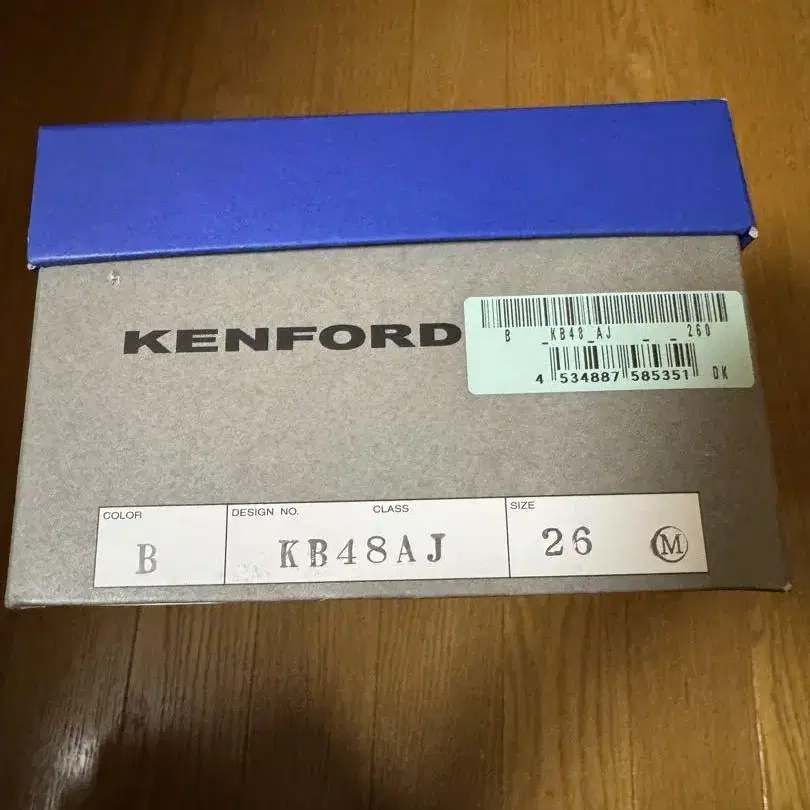 KENFORD
B _KB48_AJ _ _ 260
4 534887 585351 DK
COLOR
B
DESIGN NO. CLASS
KB48AJ
SIZE
26 M